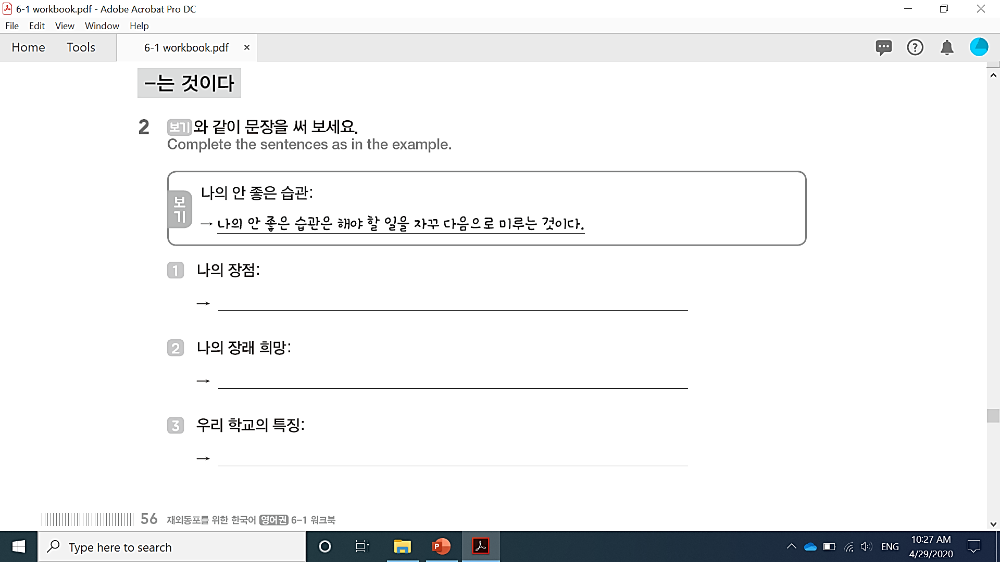 6-1 workbook.pdf - Adobe Acrobat Pro DC
File Edit View Window Help
Home Tools 6-1 workbook.pdf ×
–는 것이다
2 보기와 같이 문장을 써 보세요.
Complete the sentences as in the example.
보기
나의 안 좋은 습관:
→ 나의 안 좋은 습관은 해야 할 일을 자꾸 다음으로 미루는 것이다.
1 나의 장점:
→
2 나의 장래 희망:
→
3 우리 학교의 특징:
→
56 재외동포를 위한 한국어 영어권 6–1 워크북
Type here to search
ENG
10:27 AM
4/29/2020